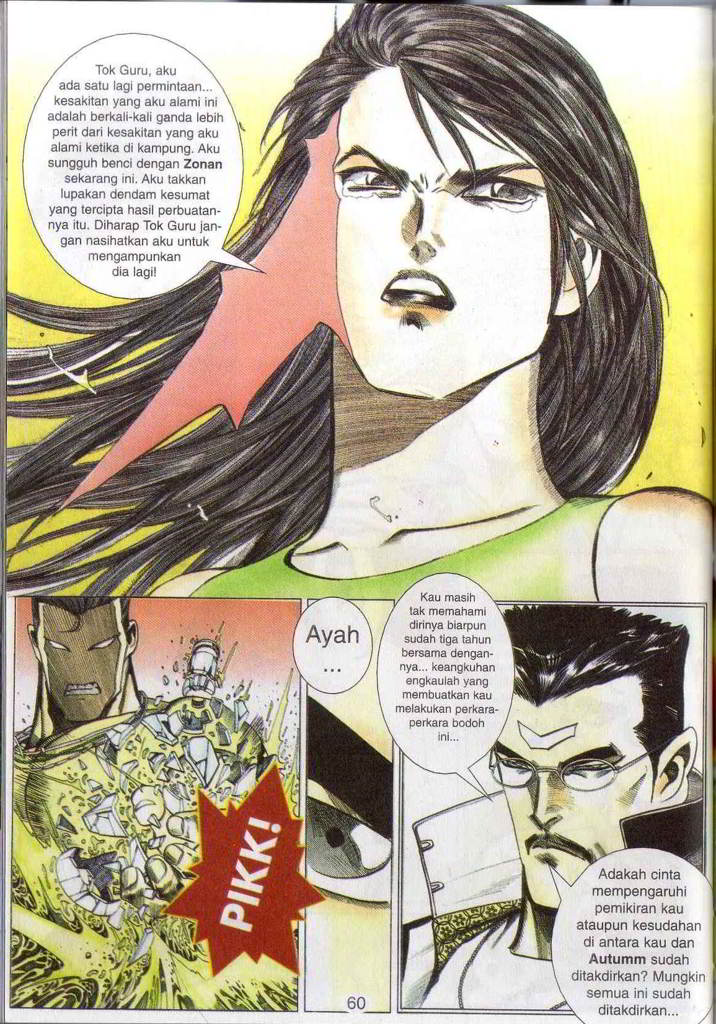 Tok Guru, aku
ada satu lagi permintaan...
kesakitan yang aku alami ini
adalah berkali-kali ganda lebih
perit dari kesakitan yang aku
alami ketika di kampung. Aku
sungguh benci dengan Zonan
sekarang ini. Aku takkan
lupakan dendam kesumat
yang tercipta hasil perbuatan-
nya itu. Diharap Tok Guru jan-
gan nasihatkan aku untuk
mengampunkan
dia lagi!
Ayah
...
PIKK!
Kau masih
tak memahami
dirinya biarpun
sudah tiga tahun
bersama dengan-
nya... keangkuhan
engkaulah yang
membuatkan kau
melakukan perkara-
perkara bodoh
ini...
Adakah cinta
mempengaruhi
pemikiran kau
ataupun kesudahan
di antara kau dan
Autumm sudah
ditakdirkan? Mungkin
semua ini sudah
ditakdirkan...
60